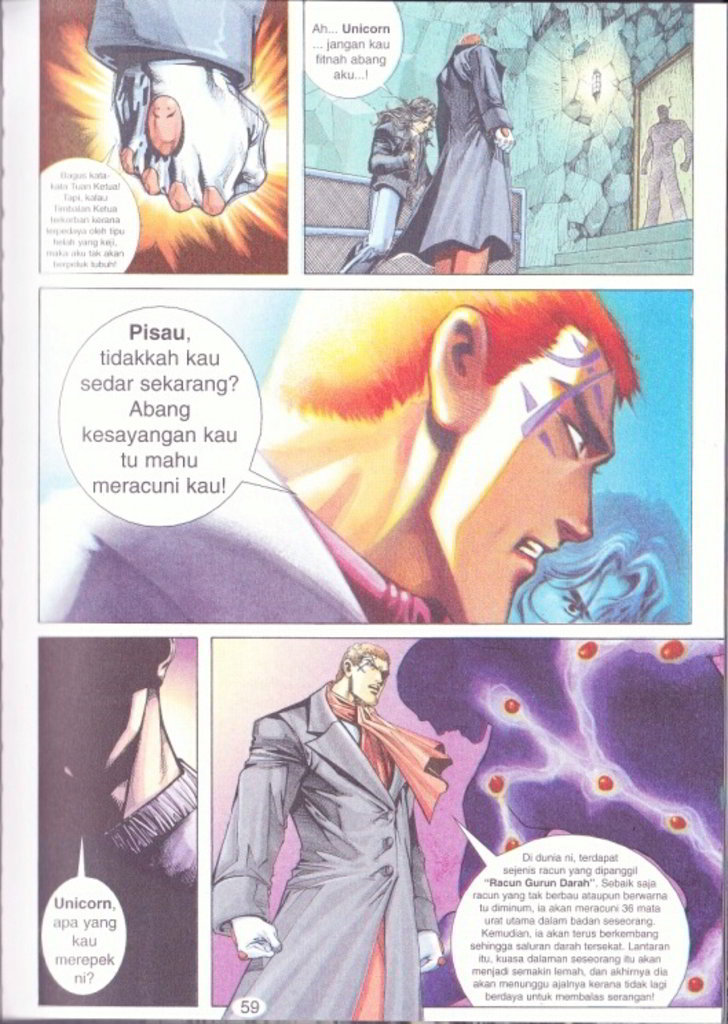 Bagus kata-
kata Tuan Ketua!
Tapi, kalau
Timbalan Ketua
terkorban kerana
terpedaya oleh tipu
helah yang keji,
maka aku tak akan
berpeluk tubuh!
Ah... Unicorn
... jangan kau
fitnah abang
aku...!
Pisau,
tidakkah kau
sedar sekarang?
Abang
kesayangan kau
tu mahu
meracuni kau!
Unicorn,
apa yang
kau
merepek
ni?
Di dunia ni, terdapat
sejenis racun yang dipanggil
"Racun Gurun Darah". Sebaik saja
racun yang tak berbau ataupun berwarna
tu diminum, ia akan meracuni 36 mata
urat utama dalam badan seseorang.
Kemudian, ia akan terus berkembang
sehingga saluran darah tersekat. Lantaran
itu, kuasa dalaman seseorang itu akan
menjadi semakin lemah, dan akhirnya dia
akan menunggu ajalnya kerana tidak lagi
berdaya untuk membalas serangan!
59